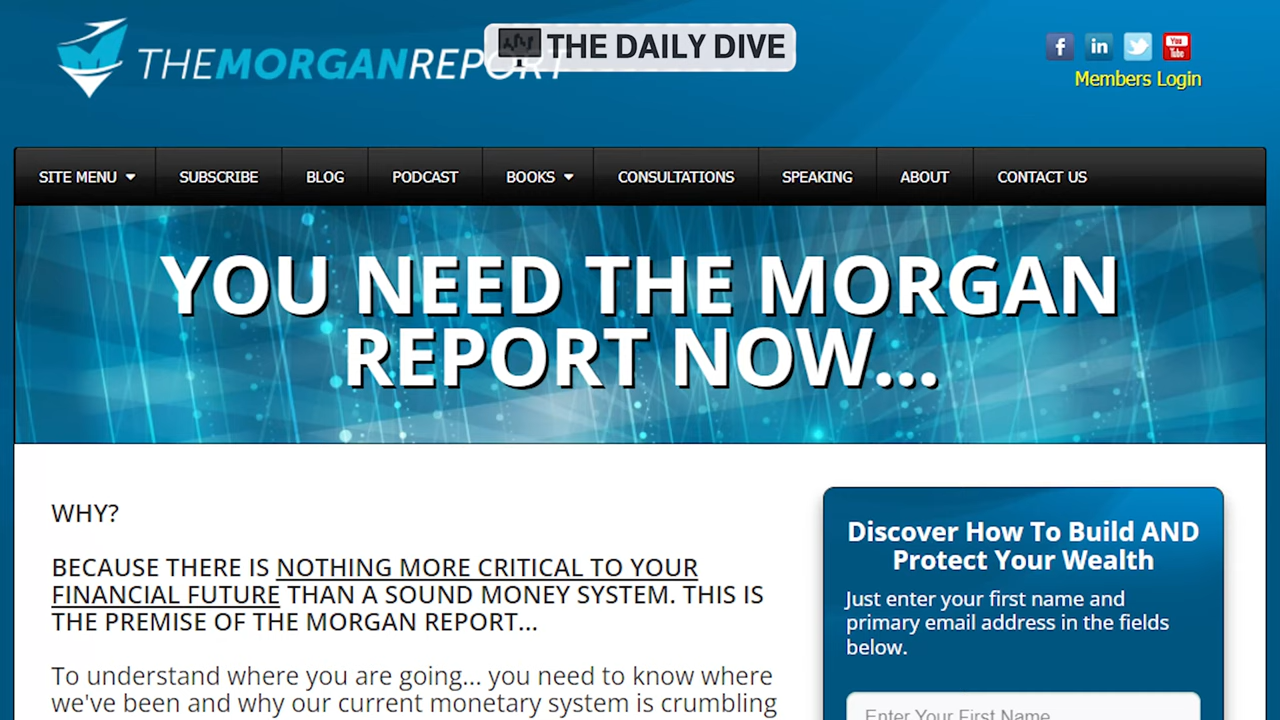 THEMORGANREPORT
THE DAILY DIVE
You Tube
Members Login
SITE MENU
SUBSCRIBE
BLOG
PODCAST
BOOKS
CONSULTATIONS
SPEAKING
ABOUT
CONTACT US
YOU NEED THE MORGAN
REPORT NOW...
WHY?
BECAUSE THERE IS NOTHING MORE CRITICAL TO YOUR
FINANCIAL FUTURE THAN A SOUND MONEY SYSTEM. THIS IS
THE PREMISE OF THE MORGAN REPORT...
To understand where you are going... you need to know where
we've been and why our current monetary system is crumbling
Discover How To Build AND
Protect Your Wealth
Just enter your first name and
primary email address in the fields
below.
Enter Your First Name